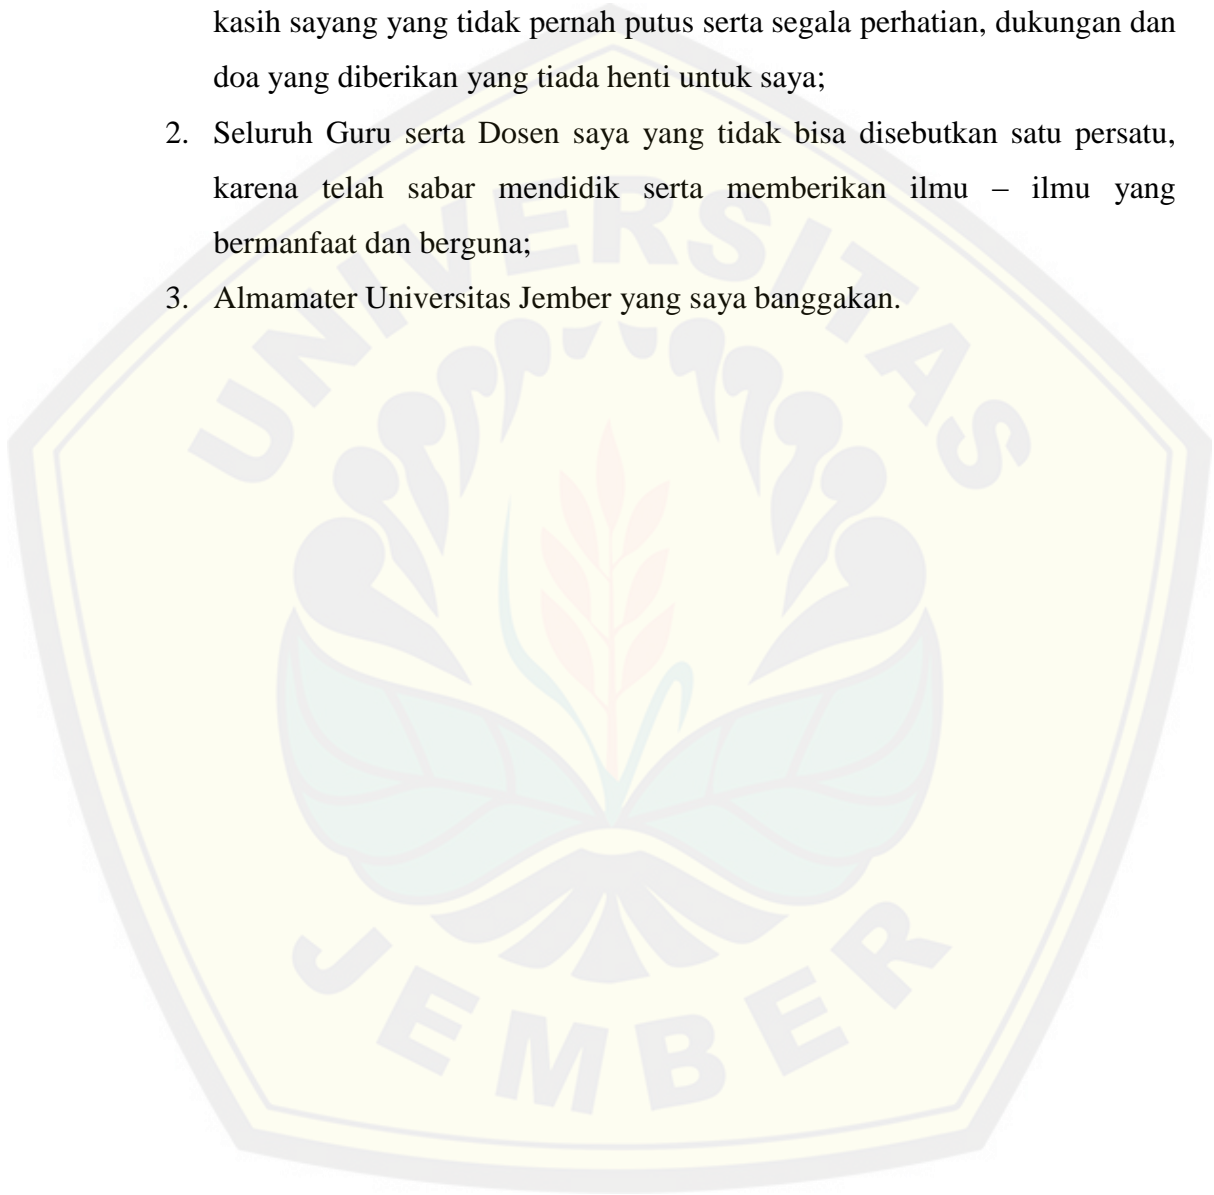 kasih sayang yang tidak pernah putus serta segala perhatian, dukungan dan
doa yang diberikan yang tiada henti untuk saya;
2. Seluruh Guru serta Dosen saya yang tidak bisa disebutkan satu persatu,
karena telah sabar mendidik serta memberikan ilmu – ilmu yang
bermanfaat dan berguna;
3. Almamater Universitas Jember yang saya banggakan.
UNIVERSITAS
JEMBER